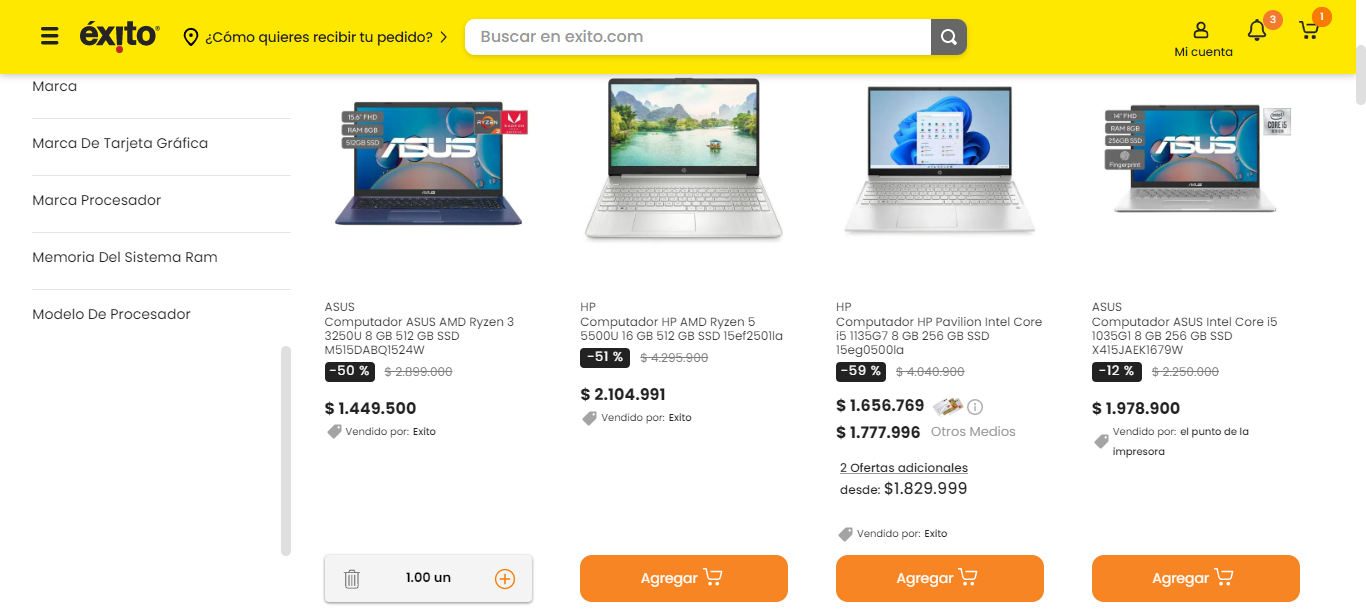 éxito
¿Cómo quieres recibir tu pedido?
Buscar en exito.com
Mi cuenta
3
1
Marca
Marca De Tarjeta Gráfica
Marca Procesador
Memoria Del Sistema Ram
Modelo De Procesador
15,6" FHD
RAM 8GB
512GB SSD
ASUS
RYZEN
RADEON
14" FHD
RAM 8GB
256GB SSD
Fingerprint
ASUS
intel
CORE i5
ASUS
Computador ASUS AMD Ryzen 3
3250U 8 GB 512 GB SSD
M515DABQ1524W
-50 % $ 2.899.000
$ 1.449.500
Vendido por: Exito
1.00 un
HP
Computador HP AMD Ryzen 5
5500U 16 GB 512 GB SSD 15ef2501la
-51 % $ 4.295.900
$ 2.104.991
Vendido por: Exito
Agregar
HP
Computador HP Pavilion Intel Core
i5 1135G7 8 GB 256 GB SSD
15eg0500la
-59 % $ 4.040.900
$ 1.656.769
$ 1.777.996 Otros Medios
2 Ofertas adicionales
desde: $1.829.999
Vendido por: Exito
Agregar
ASUS
Computador ASUS Intel Core i5
1035G1 8 GB 256 GB SSD
X415JAEK1679W
-12 % $ 2.250.000
$ 1.978.900
Vendido por: el punto de la
impresora
Agregar